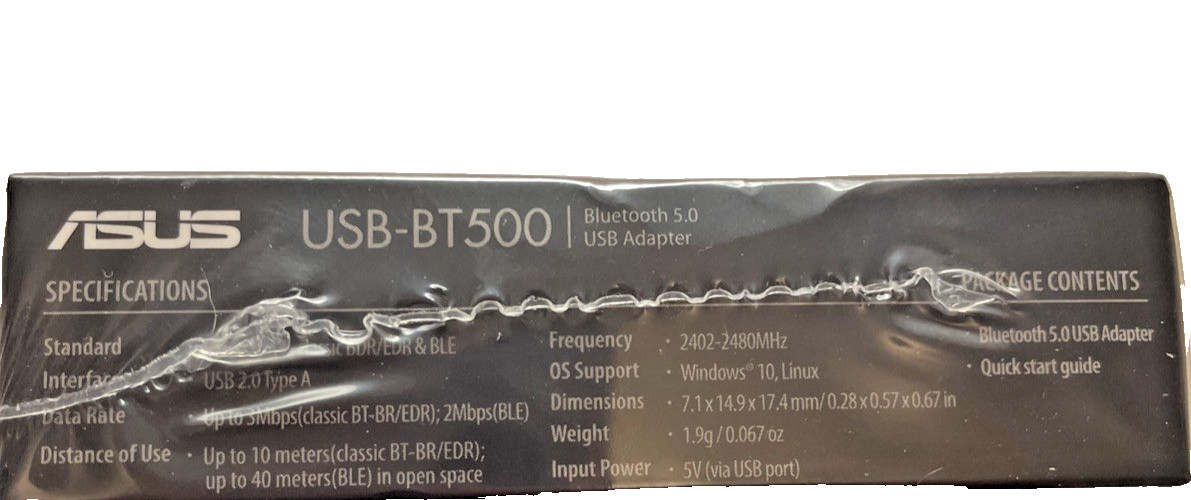 ASUS USB-BT500 Bluetooth 5.0
USB Adapter
SPECIFICATIONS
Standard BDR/EDR & BLE
Interface · USB 2.0 Type A
Data Rate · Up to 3Mbps(classic BT-BR/EDR); 2Mbps(BLE)
Distance of Use · Up to 10 meters(classic BT-BR/EDR);
up to 40 meters(BLE) in open space
Frequency · 2402-2480MHz
OS Support · Windows® 10, Linux
Dimensions · 7.1 x 14.9 x 17.4 mm/ 0.28 x 0.57 x 0.67 in
Weight · 1.9g / 0.067 oz
Input Power · 5V (via USB port)
PACKAGE CONTENTS
Bluetooth 5.0 USB Adapter
· Quick start guide